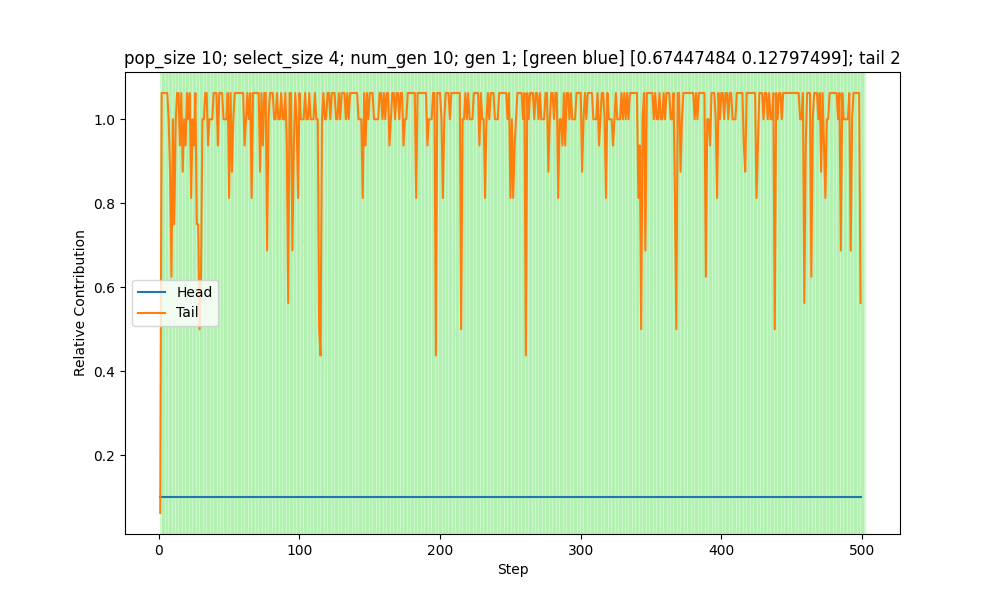 pop_size 10; select_size 4; num_gen 10; gen 1; [green blue] [0.67447484 0.12797499]; tail 2
Relative Contribution
1.0
0.8
0.6
0.4
0.2
Head
Tail
0 100 200 300 400 500
Step